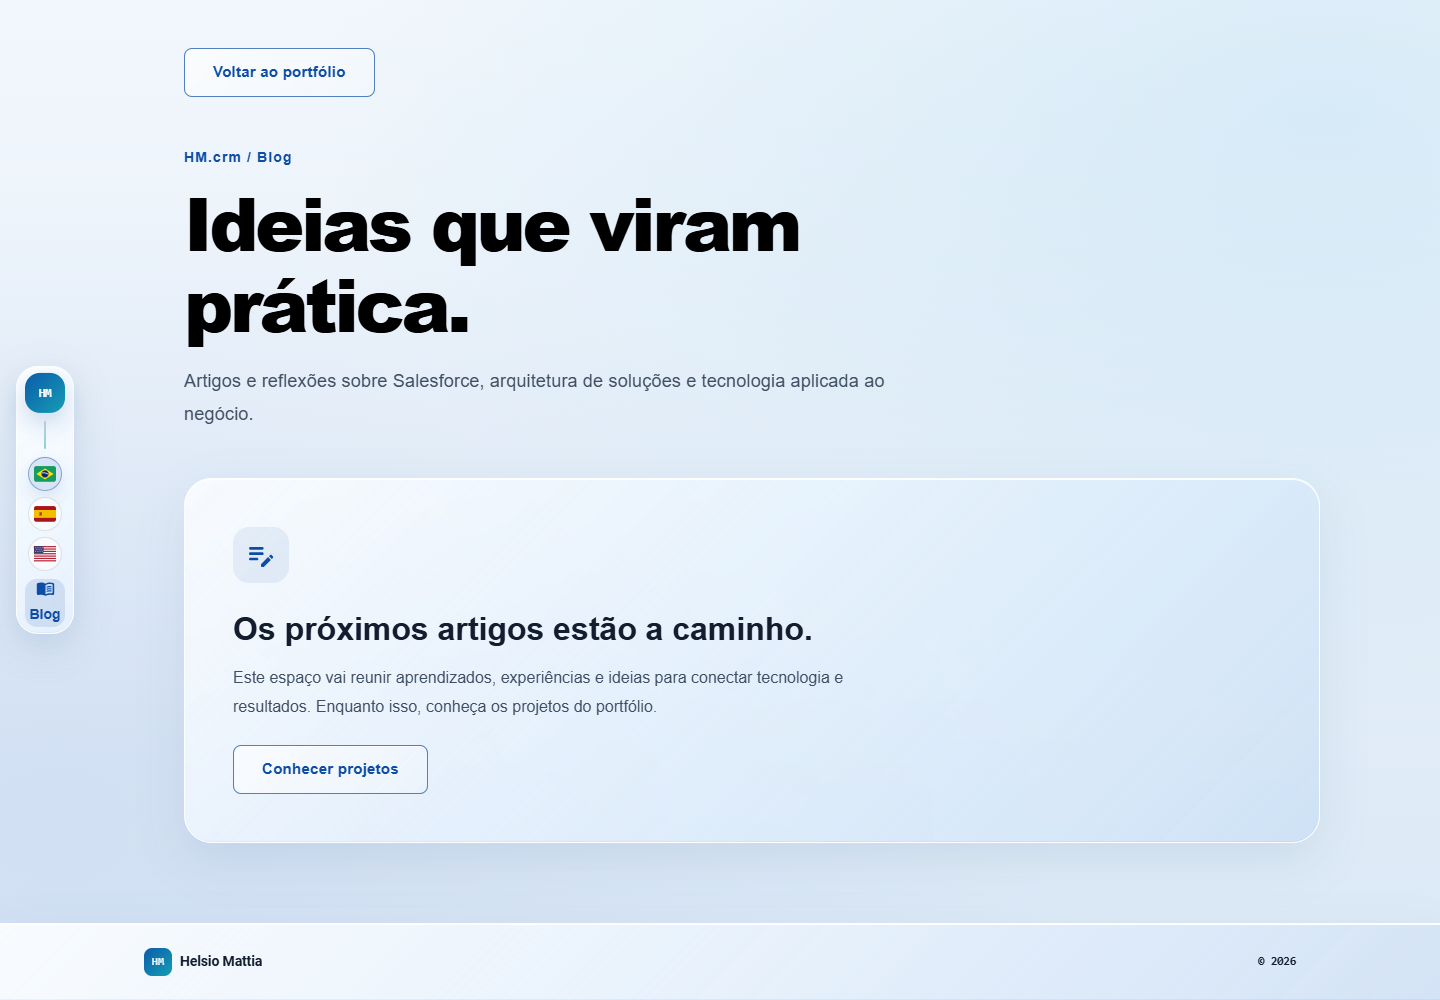 Voltar ao portfólio
HM.crm / Blog
Ideias que viram
prática.
Artigos e reflexões sobre Salesforce, arquitetura de soluções e tecnologia aplicada ao
negócio.
HM
Blog
Os próximos artigos estão a caminho.
Este espaço vai reunir aprendizados, experiências e ideias para conectar tecnologia e
resultados. Enquanto isso, conheça os projetos do portfólio.
Conhecer projetos
HM Helsio Mattia
© 2026